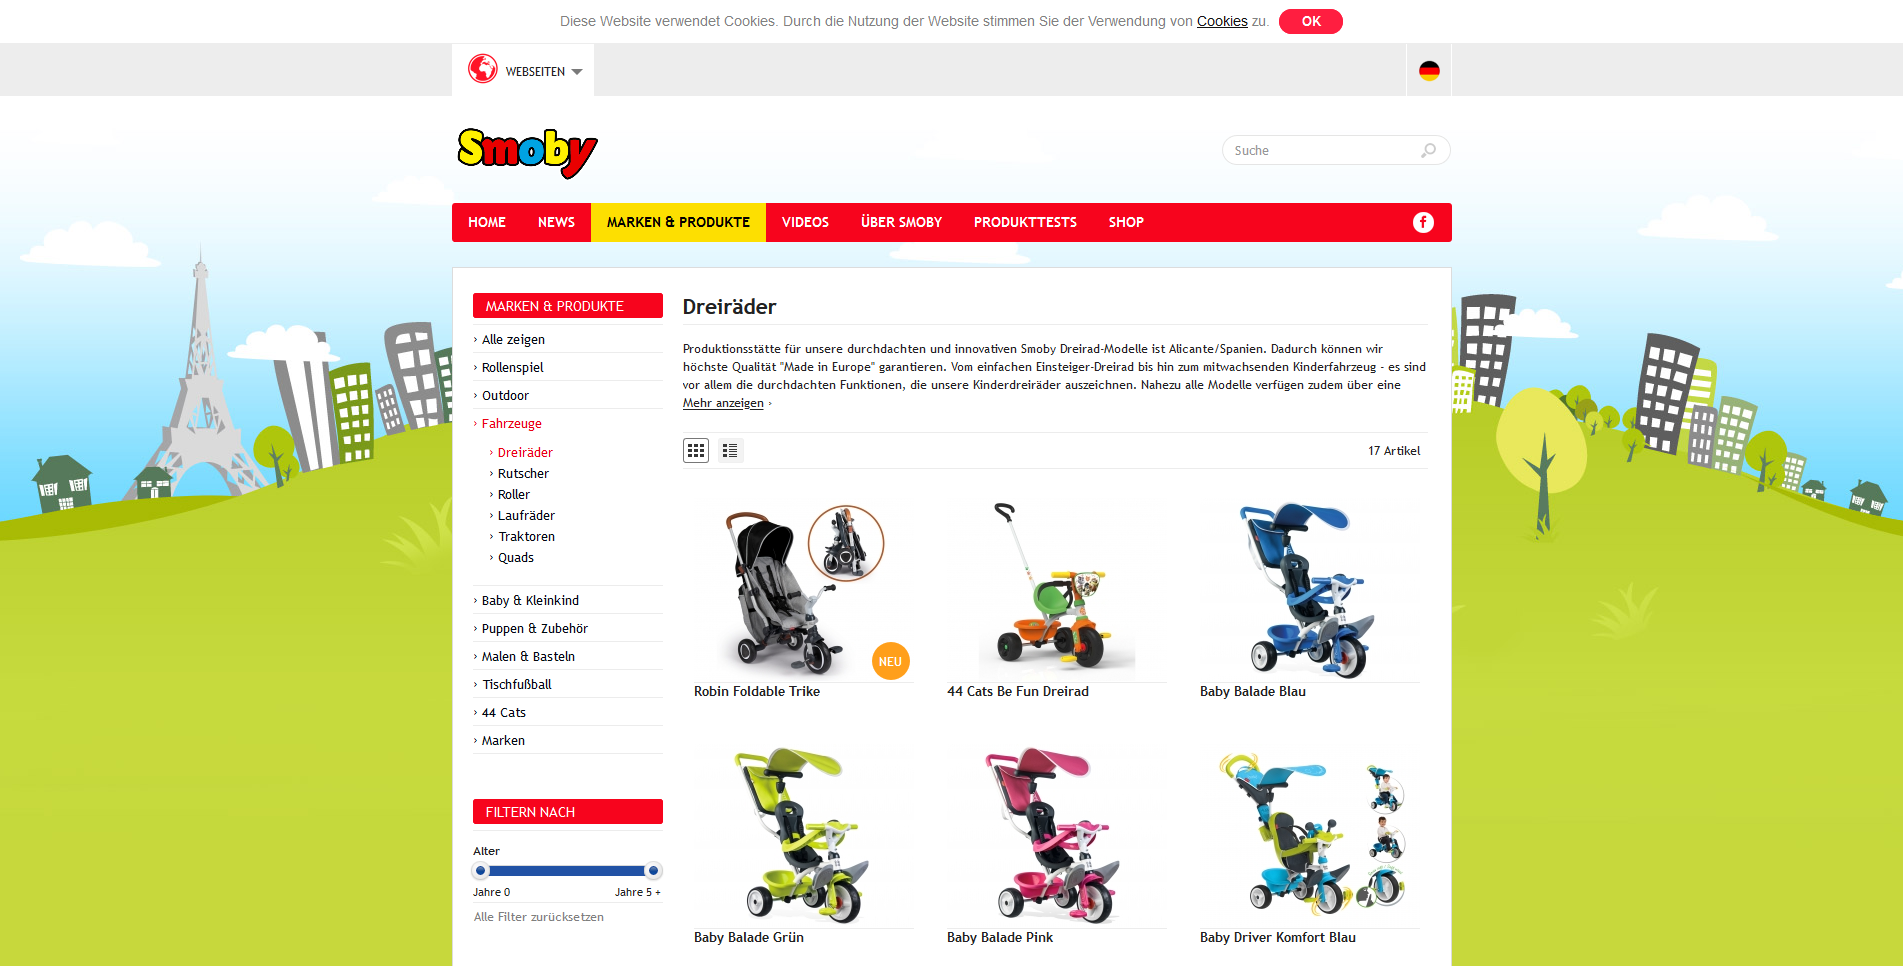 Diese Website verwendet Cookies. Durch die Nutzung der Website stimmen Sie der Verwendung von Cookies zu. OK
WEBSEITEN
Smoby
Suche
HOME NEWS MARKEN & PRODUKTE VIDEOS ÜBER SMOBY PRODUKTTESTS SHOP f
MARKEN & PRODUKTE
› Alle zeigen
› Rollenspiel
› Outdoor
› Fahrzeuge
› Dreiräder
› Rutscher
› Roller
› Laufräder
› Traktoren
› Quads
› Baby & Kleinkind
› Puppen & Zubehör
› Malen & Basteln
› Tischfußball
› 44 Cats
› Marken
FILTERN NACH
Alter
Jahre 0 Jahre 5 +
Alle Filter zurücksetzen
Dreiräder
Produktionsstätte für unsere durchdachten und innovativen Smoby Dreirad-Modelle ist Alicante/Spanien. Dadurch können wir
höchste Qualität "Made in Europe" garantieren. Vom einfachen Einsteiger-Dreirad bis hin zum mitwachsenden Kinderfahrzeug - es sind
vor allem die durchdachten Funktionen, die unsere Kinderdreiräder auszeichnen. Nahezu alle Modelle verfügen zudem über eine
Mehr anzeigen ›
17 Artikel
NEU
Robin Foldable Trike
44 Cats Be Fun Dreirad
Baby Balade Blau
Baby Balade Grün
Baby Balade Pink
Baby Driver Komfort Blau